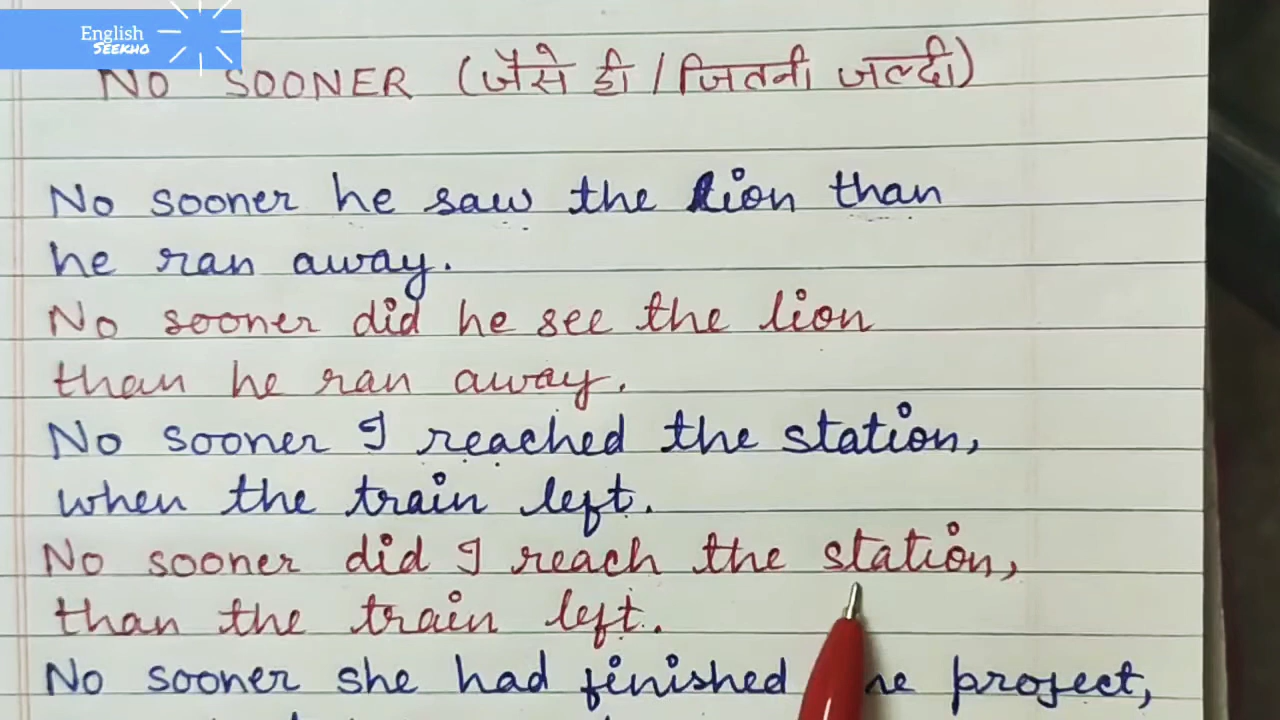 English
SEEKHO
NO SOONER (जैसे ही / जितनी जल्दी)
No sooner he saw the lion than
he ran away.
No sooner did he see the lion
than he ran away.
No sooner I reached the station,
when the train left.
No sooner did I reach the station,
than the train left.
No sooner she had finished project,